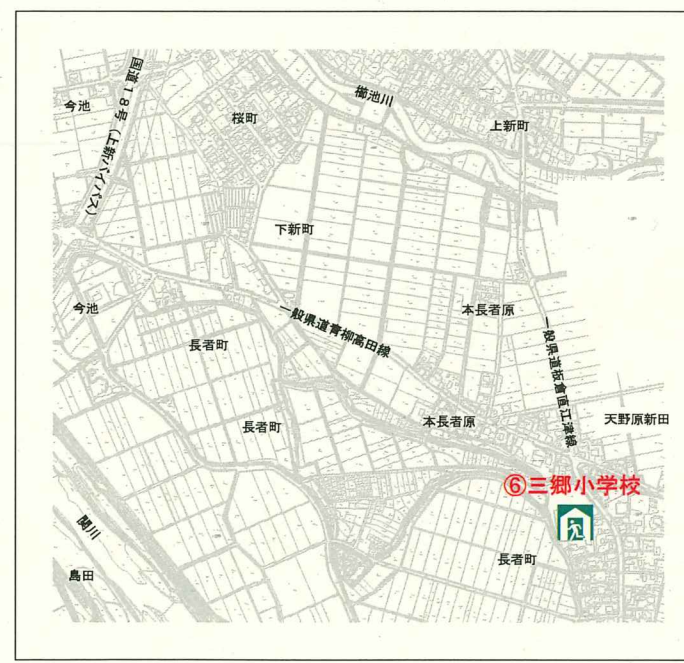 国道18号（上新バイパス）
櫛池川
今池
桜町
上新町
下新町
今池
一般県道青柳高田線
本長者原
長者町
一般県道板倉直江津線
長者町
本長者原
天野原新田
⑥三郷小学校
関川
長者町
島田